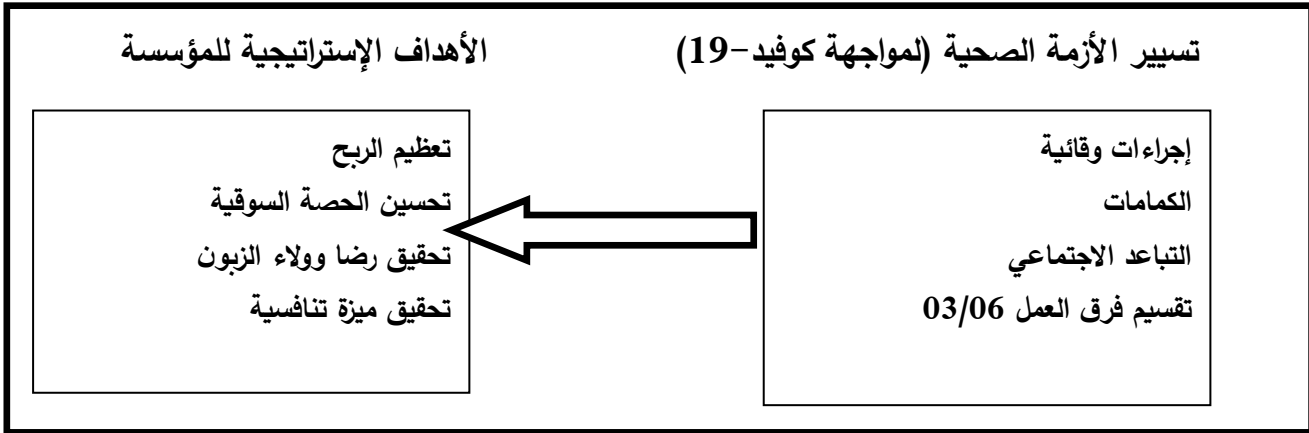 تسيير الأزمة الصحية (لمواجهة كوفيد-19)
الأهداف الإستراتيجية للمؤسسة
إجراءات وقائية
الكمامات
التباعد الاجتماعي
تقسيم فرق العمل 03/06
تعظيم الربح
تحسين الحصة السوقية
تحقيق رضا وولاء الزبون
تحقيق ميزة تنافسية